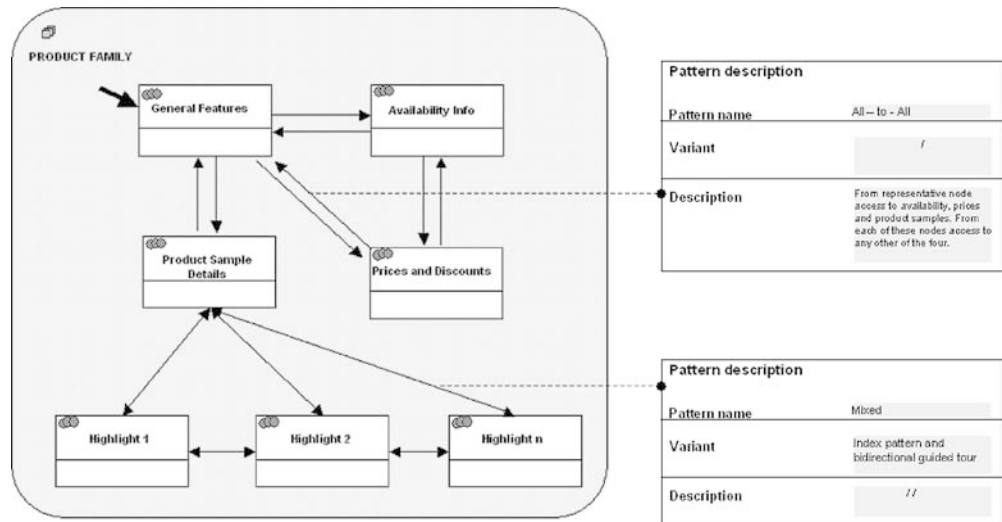 PRODUCT FAMILY
General Features
Availability Info
Product Sample
Details
Prices and Discounts
Highlight 1
Highlight 2
Highlight n
Pattern description
Pattern name
All – to - All
Variant
/
Description
From representative node
access to availability, prices
and product samples. From
each of these nodes access to
any other of the four.
Pattern description
Pattern name
Mixed
Variant
Index pattern and
bidirectional guided tour
Description
//